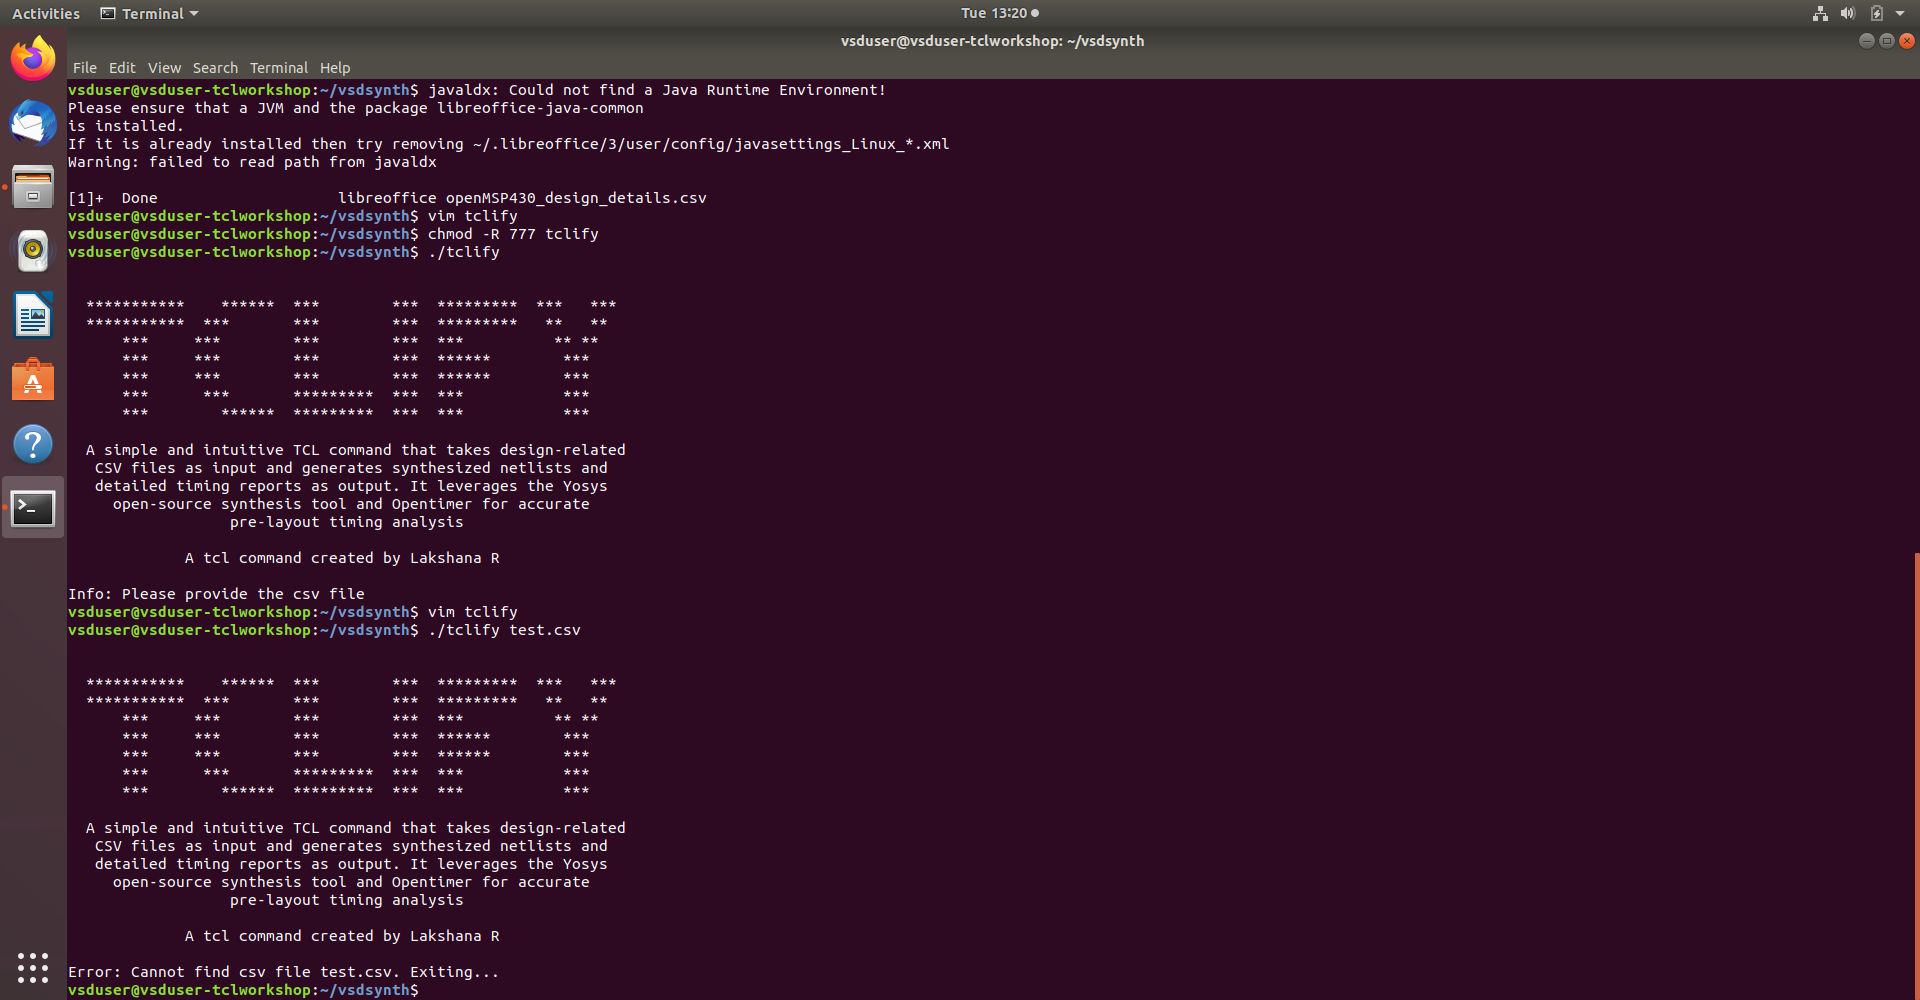 Activities Terminal Tue 13:20
vsduser@vsduser-tclworkshop: ~/vsdsynth
File Edit View Search Terminal Help
vsduser@vsduser-tclworkshop:~/vsdsynth$ javaldx: Could not find a Java Runtime Environment!
Please ensure that a JVM and the package libreoffice-java-common
is installed.
If it is already installed then try removing ~/.libreoffice/3/user/config/javasettings_Linux_*.xml
Warning: failed to read path from javaldx
[1]+  Done                    libreoffice openMSP430_design_details.csv
vsduser@vsduser-tclworkshop:~/vsdsynth$ vim tclify
vsduser@vsduser-tclworkshop:~/vsdsynth$ chmod -R 777 tclify
vsduser@vsduser-tclworkshop:~/vsdsynth$ ./tclify
  ***********    ******  ***        ***  *********  ***   ***
  ***********  ***       ***        ***  *********   **   **
      ***     ***        ***        ***  ***          ** **
      ***     ***        ***        ***  ******        ***
      ***     ***        ***        ***  ******        ***
      ***      ***       *********  ***  ***           ***
      ***        ******  *********  ***  ***           ***
  A simple and intuitive TCL command that takes design-related
   CSV files as input and generates synthesized netlists and
   detailed timing reports as output. It leverages the Yosys
     open-source synthesis tool and Opentimer for accurate
                  pre-layout timing analysis
             A tcl command created by Lakshana R
Info: Please provide the csv file
vsduser@vsduser-tclworkshop:~/vsdsynth$ vim tclify
vsduser@vsduser-tclworkshop:~/vsdsynth$ ./tclify test.csv
  ***********    ******  ***        ***  *********  ***   ***
  ***********  ***       ***        ***  *********   **   **
      ***     ***        ***        ***  ***          ** **
      ***     ***        ***        ***  ******        ***
      ***     ***        ***        ***  ******        ***
      ***      ***       *********  ***  ***           ***
      ***        ******  *********  ***  ***           ***
  A simple and intuitive TCL command that takes design-related
   CSV files as input and generates synthesized netlists and
   detailed timing reports as output. It leverages the Yosys
     open-source synthesis tool and Opentimer for accurate
                  pre-layout timing analysis
             A tcl command created by Lakshana R
Error: Cannot find csv file test.csv. Exiting...
vsduser@vsduser-tclworkshop:~/vsdsynth$